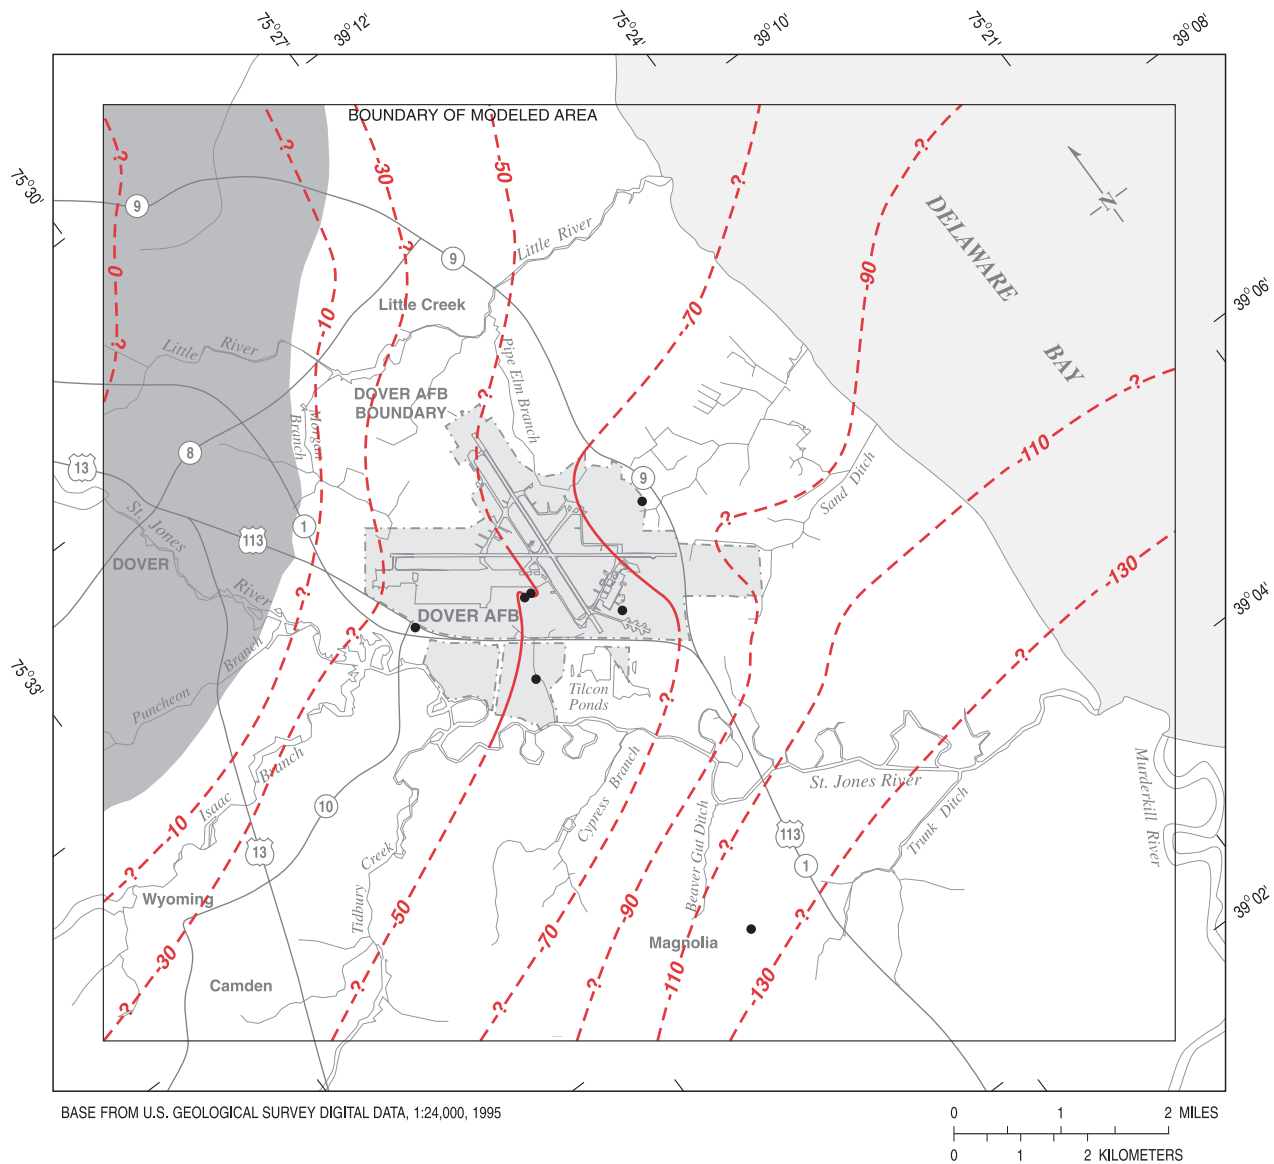 75°27'
39°12'
75°24'
39°10'
75°21'
39°08'
BOUNDARY OF MODELED AREA
?
?
-30
-50
?
?
75°30'
9
DELAWARE
N
Little River
9
?
0
-90
39°06'
Little Creek
-10
-70
?
Little River
Pipe Elm Branch
BAY
?
DOVER AFB
BOUNDARY
?
Morgan
Branch
8
13
-110
9
Sand Ditch
St. Jones
1
?
113
DOVER
-130
River
?
DOVER AFB
39°04'
?
Branch
?
75°33'
Puncheon
Tilcon
Ponds
?
Branch
St. Jones River
Murderkill River
Isaac
10
Cypress Branch
Trunk Ditch
-10
113
13
Creek
Beaver Gut Ditch
?
1
?
Wyoming
Tidbury
-50
-90
?
39°02'
-70
Magnolia
-30
Camden
?
?
?
-110
-130
?
BASE FROM U.S. GEOLOGICAL SURVEY DIGITAL DATA, 1:24,000, 1995
0 1 2 MILES
0 1 2 KILOMETERS